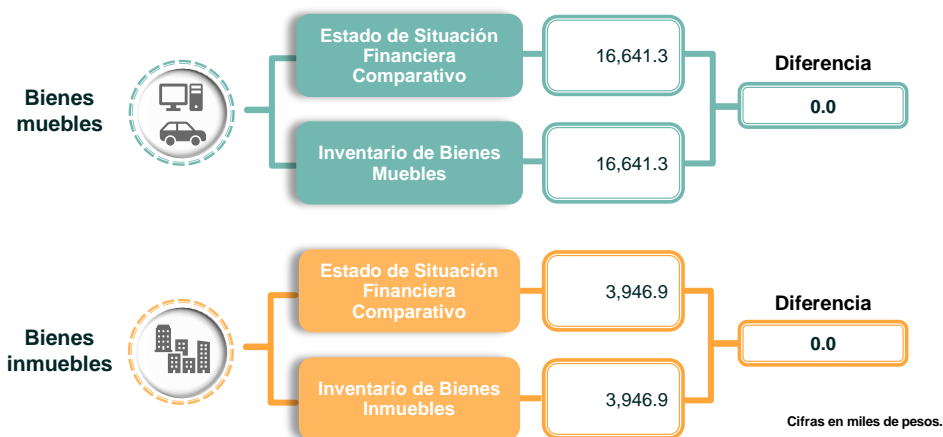 Bienes
muebles
Estado de Situación
Financiera
Comparativo
16,641.3
Inventario de Bienes
Muebles
16,641.3
Diferencia
0.0
Bienes
inmuebles
Estado de Situación
Financiera
Comparativo
3,946.9
Inventario de Bienes
Inmuebles
3,946.9
Diferencia
0.0
Cifras en miles de pesos.